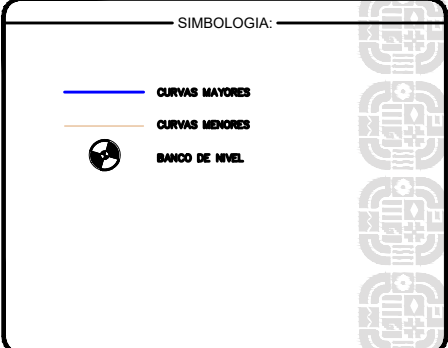 SIMBOLOGIA:
CURVAS MAYORES
CURVAS MENORES
BANCO DE NIVEL